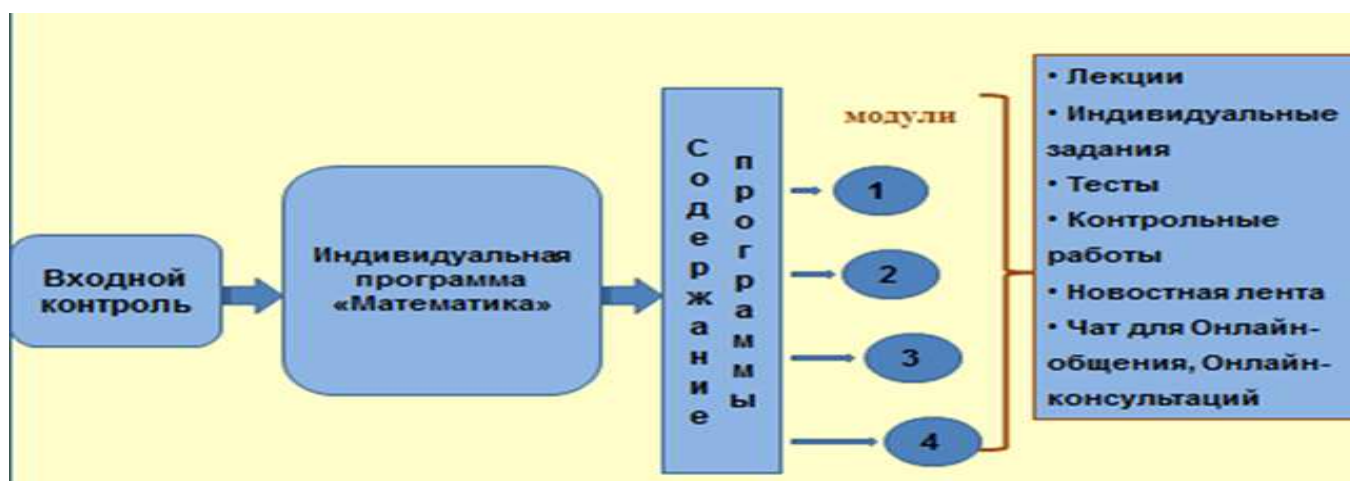 Входной
контроль
Индивидуальная
программа
«Математика»
Содержание
программы
модули
1
2
3
4
• Лекции
• Индивидуальные
задания
• Тесты
• Контрольные
работы
• Новостная лента
• Чат для Онлайн-
общения, Онлайн-
консультаций